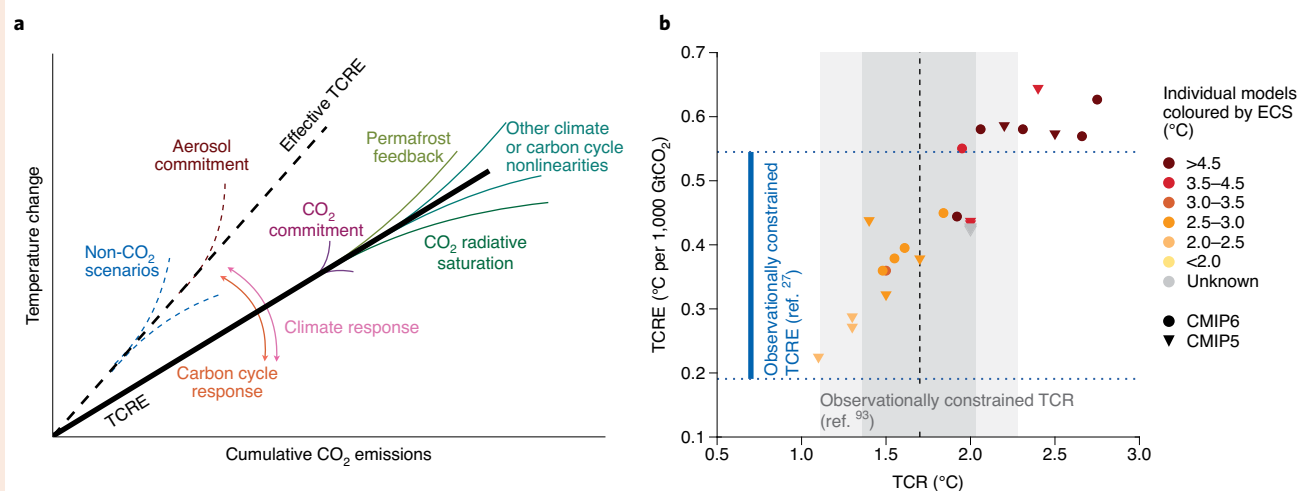 a
Temperature change
Cumulative CO2 emissions
Effective TCRE
Aerosol
commitment
Non-CO2
scenarios
Permafrost
feedback
Other climate
or carbon cycle
nonlinearities
CO2
commitment
CO2 radiative
saturation
Climate response
Carbon cycle
response
TCRE
b
TCRE (°C per 1,000 GtCO2)
0.7
0.6
0.5
0.4
0.3
0.2
0.1
Observationally constrained
TCRE (ref. 27)
Observationally constrained TCR
(ref. 93)
0.5 1.0 1.5 2.0 2.5 3.0
TCR (°C)
Individual models
coloured by ECS
(°C)
>4.5
3.5–4.5
3.0–3.5
2.5–3.0
2.0–2.5
<2.0
Unknown
CMIP6
CMIP5